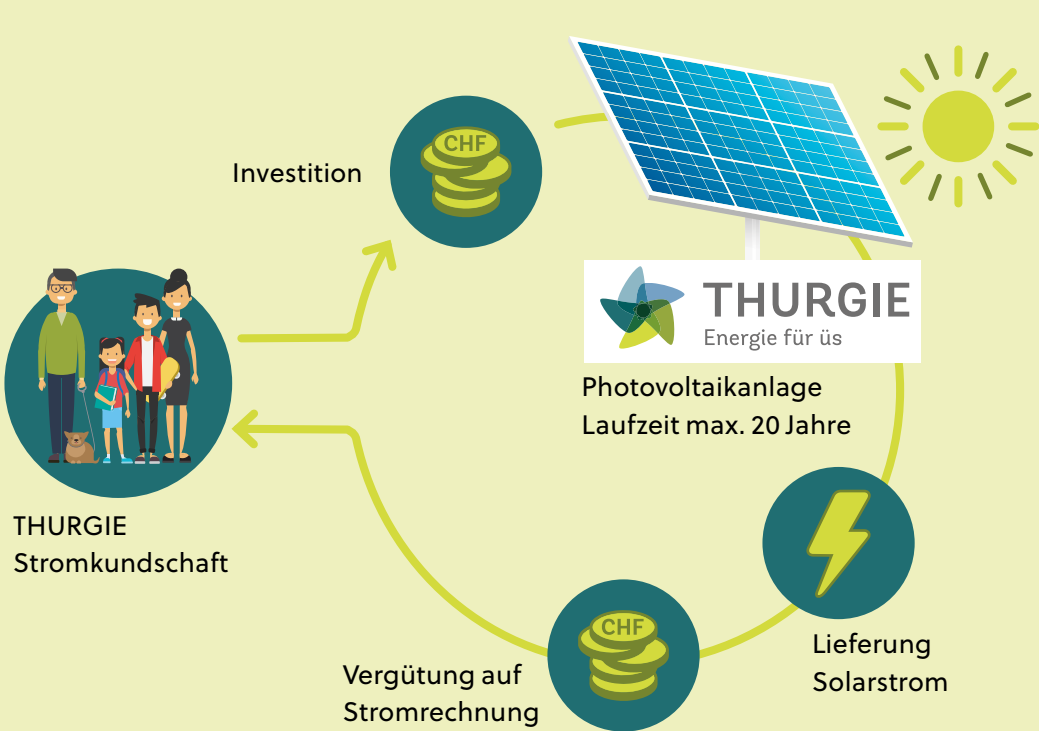 CHF
Investition
THURGIE
Energie für üs
Photovoltaikanlage
Laufzeit max. 20 Jahre
THURGIE
Stromkundschaft
CHF
Lieferung
Solarstrom
Vergütung auf
Stromrechnung